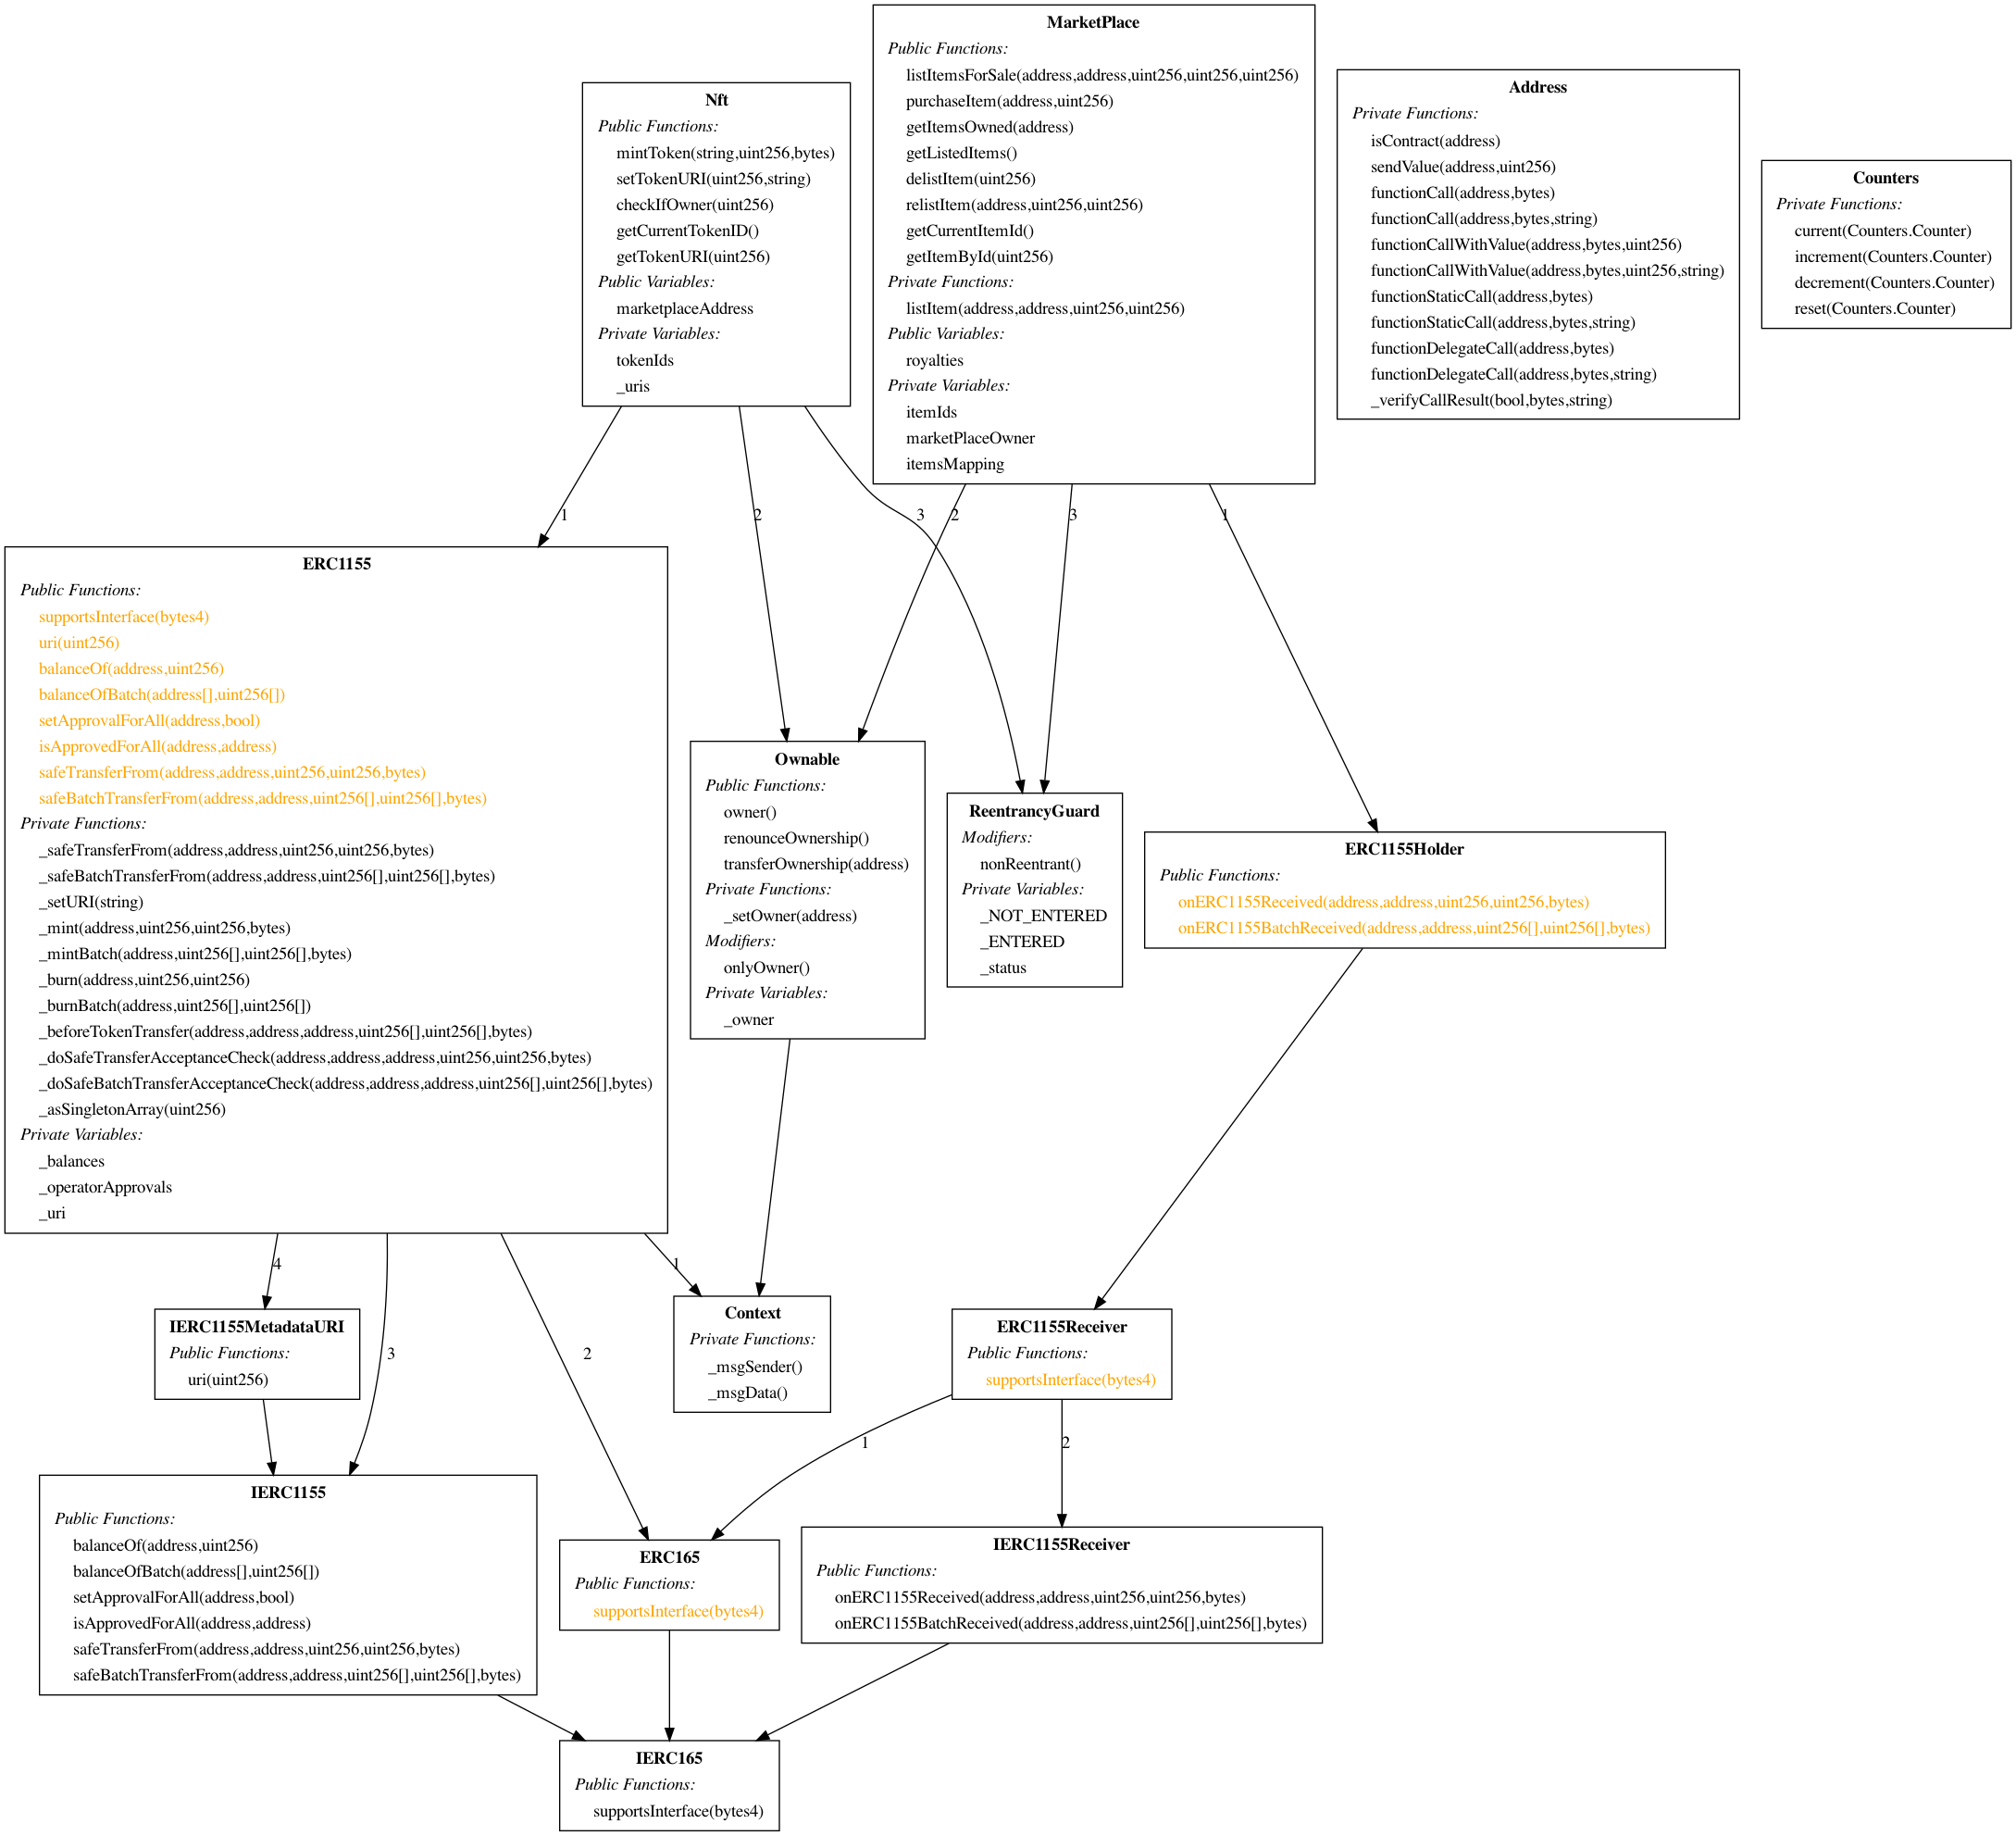 MarketPlace
Public Functions:
listItemsForSale(address,address,uint256,uint256,uint256)
purchaseItem(address,uint256)
getItemsOwned(address)
getListedItems()
delistItem(uint256)
relistItem(address,uint256,uint256)
getCurrentItemId()
getItemById(uint256)
Private Functions:
listItem(address,address,uint256,uint256)
Public Variables:
royalties
Private Variables:
itemIds
marketPlaceOwner
itemsMapping
Nft
Public Functions:
mintToken(string,uint256,bytes)
setTokenURI(uint256,string)
checkIfOwner(uint256)
getCurrentTokenID()
getTokenURI(uint256)
Public Variables:
marketplaceAddress
Private Variables:
tokenIds
_uris
Address
Private Functions:
isContract(address)
sendValue(address,uint256)
functionCall(address,bytes)
functionCall(address,bytes,string)
functionCallWithValue(address,bytes,uint256)
functionCallWithValue(address,bytes,uint256,string)
functionStaticCall(address,bytes)
functionStaticCall(address,bytes,string)
functionDelegateCall(address,bytes)
functionDelegateCall(address,bytes,string)
_verifyCallResult(bool,bytes,string)
Counters
Private Functions:
current(Counters.Counter)
increment(Counters.Counter)
decrement(Counters.Counter)
reset(Counters.Counter)
1
2
3
2
3
1
ERC1155
Public Functions:
supportsInterface(bytes4)
uri(uint256)
balanceOf(address,uint256)
balanceOfBatch(address[],uint256[])
setApprovalForAll(address,bool)
isApprovedForAll(address,address)
safeTransferFrom(address,address,uint256,uint256,bytes)
safeBatchTransferFrom(address,address,uint256[],uint256[],bytes)
Private Functions:
_safeTransferFrom(address,address,uint256,uint256,bytes)
_safeBatchTransferFrom(address,address,uint256[],uint256[],bytes)
_setURI(string)
_mint(address,uint256,uint256,bytes)
_mintBatch(address,uint256[],uint256[],bytes)
_burn(address,uint256,uint256)
_burnBatch(address,uint256[],uint256[])
_beforeTokenTransfer(address,address,address,uint256[],uint256[],bytes)
_doSafeTransferAcceptanceCheck(address,address,address,uint256,uint256,bytes)
_doSafeBatchTransferAcceptanceCheck(address,address,address,uint256[],uint256[],bytes)
_asSingletonArray(uint256)
Private Variables:
_balances
_operatorApprovals
_uri
Ownable
Public Functions:
owner()
renounceOwnership()
transferOwnership(address)
Private Functions:
_setOwner(address)
Modifiers:
onlyOwner()
Private Variables:
_owner
ReentrancyGuard
Modifiers:
nonReentrant()
Private Variables:
_NOT_ENTERED
_ENTERED
_status
ERC1155Holder
Public Functions:
onERC1155Received(address,address,uint256,uint256,bytes)
onERC1155BatchReceived(address,address,uint256[],uint256[],bytes)
4
3
2
1
IERC1155MetadataURI
Public Functions:
uri(uint256)
Context
Private Functions:
_msgSender()
_msgData()
ERC1155Receiver
Public Functions:
supportsInterface(bytes4)
1
2
IERC1155
Public Functions:
balanceOf(address,uint256)
balanceOfBatch(address[],uint256[])
setApprovalForAll(address,bool)
isApprovedForAll(address,address)
safeTransferFrom(address,address,uint256,uint256,bytes)
safeBatchTransferFrom(address,address,uint256[],uint256[],bytes)
ERC165
Public Functions:
supportsInterface(bytes4)
IERC1155Receiver
Public Functions:
onERC1155Received(address,address,uint256,uint256,bytes)
onERC1155BatchReceived(address,address,uint256[],uint256[],bytes)
IERC165
Public Functions:
supportsInterface(bytes4)